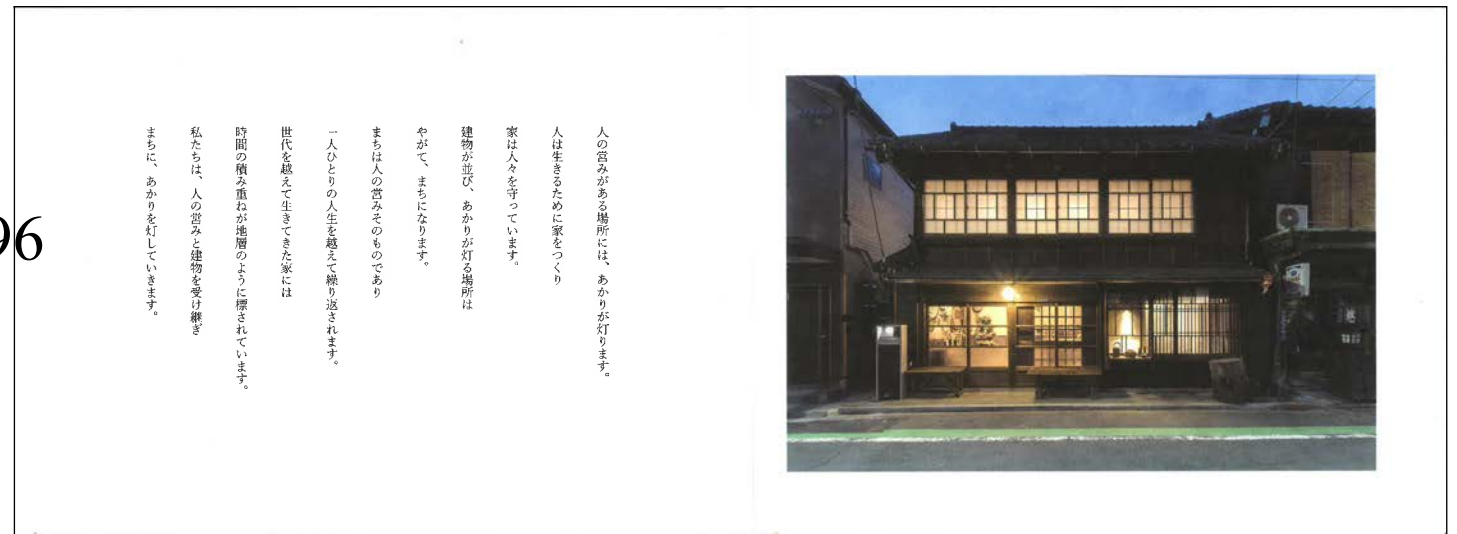 人の営みがある場所には、あかりが灯ります。
人は生きるために家をつくり
家は人々を守っています。
建物が並び、あかりが灯る場所は
やがて、まちになります。
まちは人の営みそのものであり
一人ひとりの人生を越えて繰り返されます。
世代を越えて生きてきた家には
時間の積み重ねが地層のように標されています。
私たちは、人の営みと建物を受け継ぎ
まちに、あかりを灯していきます。
96